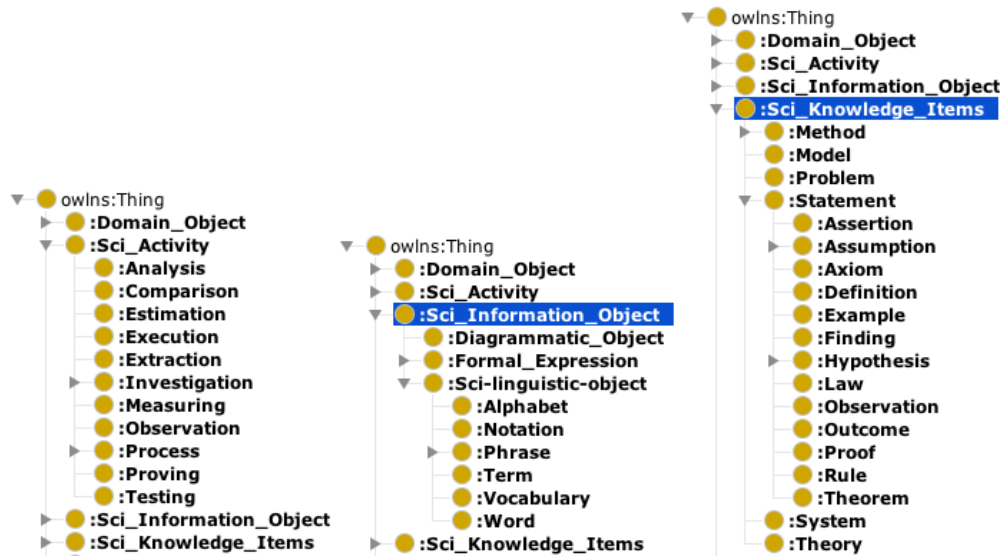 owlns:Thing
:Domain_Object
:Sci_Activity
:Analysis
:Comparison
:Estimation
:Execution
:Extraction
:Investigation
:Measuring
:Observation
:Process
:Proving
:Testing
:Sci_Information_Object
:Sci_Knowledge_Items
owlns:Thing
:Domain_Object
:Sci_Activity
:Sci_Information_Object
:Diagrammatic_Object
:Formal_Expression
:Sci-linguistic-object
:Alphabet
:Notation
:Phrase
:Term
:Vocabulary
:Word
:Sci_Knowledge_Items
owlns:Thing
:Domain_Object
:Sci_Activity
:Sci_Information_Object
:Sci_Knowledge_Items
:Method
:Model
:Problem
:Statement
:Assertion
:Assumption
:Axiom
:Definition
:Example
:Finding
:Hypothesis
:Law
:Observation
:Outcome
:Proof
:Rule
:Theorem
:System
:Theory